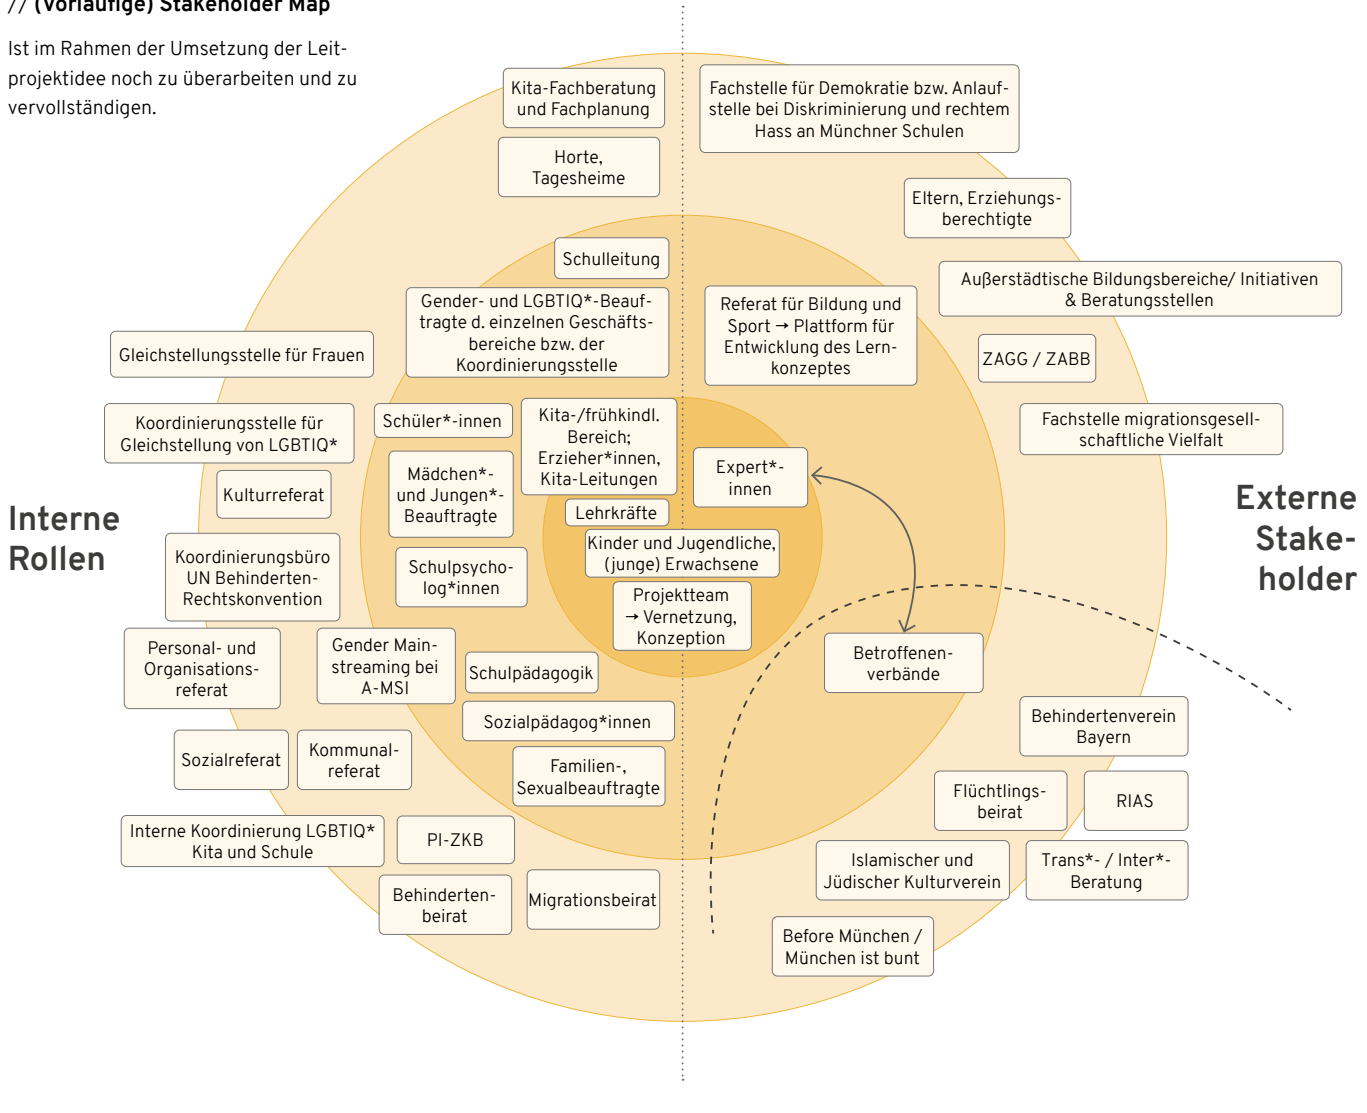 // (Vorläufige) Stakeholder Map
Ist im Rahmen der Umsetzung der Leit-
projektidee noch zu überarbeiten und zu
vervollständigen.
Kita-Fachberatung
und Fachplanung
Fachstelle für Demokratie bzw. Anlauf-
stelle bei Diskriminierung und rechtem
Hass an Münchner Schulen
Horte,
Tagesheime
Eltern, Erziehungs-
berechtigte
Schulleitung
Außerstädtische Bildungsbereiche/ Initiativen
& Beratungsstellen
Gender- und LGBTIQ*-Beauf-
tragte d. einzelnen Geschäfts-
bereiche bzw. der
Koordinierungsstelle
Referat für Bildung und
Sport → Plattform für
Entwicklung des Lern-
konzeptes
Gleichstellungsstelle für Frauen
ZAGG / ZABB
Koordinierungsstelle für
Gleichstellung von LGBTIQ*
Schüler*-innen
Kita-/frühkindl.
Bereich;
Erzieher*innen,
Kita-Leitungen
Fachstelle migrationsgesell-
schaftliche Vielfalt
Mädchen*-
und Jungen*-
Beauftragte
Expert*-
innen
Kulturreferat
Lehrkräfte
Interne
Rollen
Externe
Stake-
holder
Koordinierungsbüro
UN Behinderten-
Rechtskonvention
Schulpsycho-
log*innen
Kinder und Jugendliche,
(junge) Erwachsene
Projektteam
→ Vernetzung,
Konzeption
Personal- und
Organisations-
referat
Gender Main-
streaming bei
A-MSI
Schulpädagogik
Betroffenen-
verbände
Sozialpädagog*innen
Behindertenverein
Bayern
Sozialreferat
Kommunal-
referat
Familien-,
Sexualbeauftragte
Flüchtlings-
beirat
RIAS
Interne Koordinierung LGBTIQ*
Kita und Schule
PI-ZKB
Islamischer und
Jüdischer Kulturverein
Trans*- / Inter*-
Beratung
Behinderten-
beirat
Migrationsbeirat
Before München /
München ist bunt